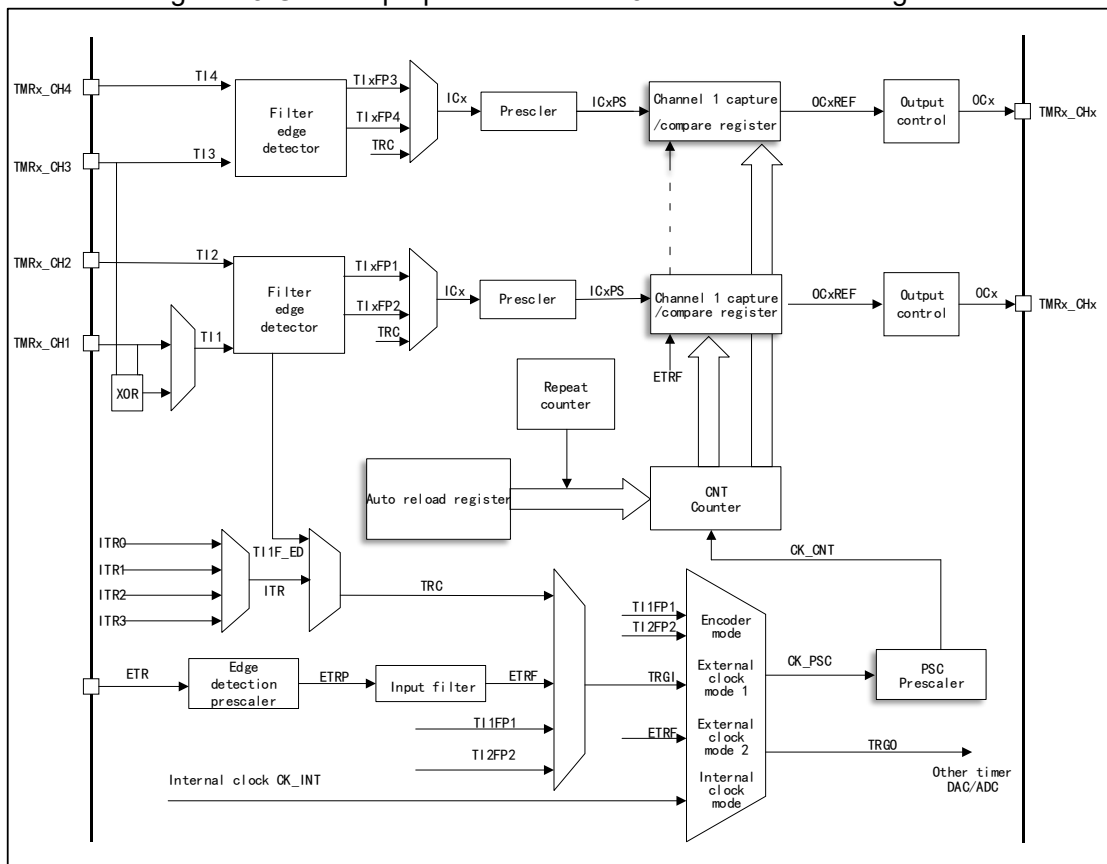 TMRx_CH4
TI4
TIxFP3
TIxFP4
TRC
Filter
edge
detector
ICx
Prescler
ICxPS
Channel 1 capture
/compare register
OCxREF
Output
control
OCx
TMRx_CHx
TMRx_CH3
TI3
TMRx_CH2
TI2
TIxFP1
TIxFP2
TRC
Filter
edge
detector
ICx
Prescler
ICxPS
Channel 1 capture
/compare register
OCxREF
Output
control
OCx
TMRx_CHx
TMRx_CH1
TI1
XOR
ETRF
Repeat
counter
Auto reload register
CNT
Counter
CK_CNT
ITR0
ITR1
ITR2
ITR3
ITR
TI1F_ED
TRC
TI1FP1
TI2FP2
Encoder
mode
External
clock
mode 1
External
clock
mode 2
Internal
clock
mode
CK_PSC
PSC
Prescaler
ETR
Edge
detection
prescaler
ETRP
Input filter
ETRF
TRGI
TI1FP1
TI2FP2
ETRF
TRGO
Other timer
DAC/ADC
Internal clock CK_INT